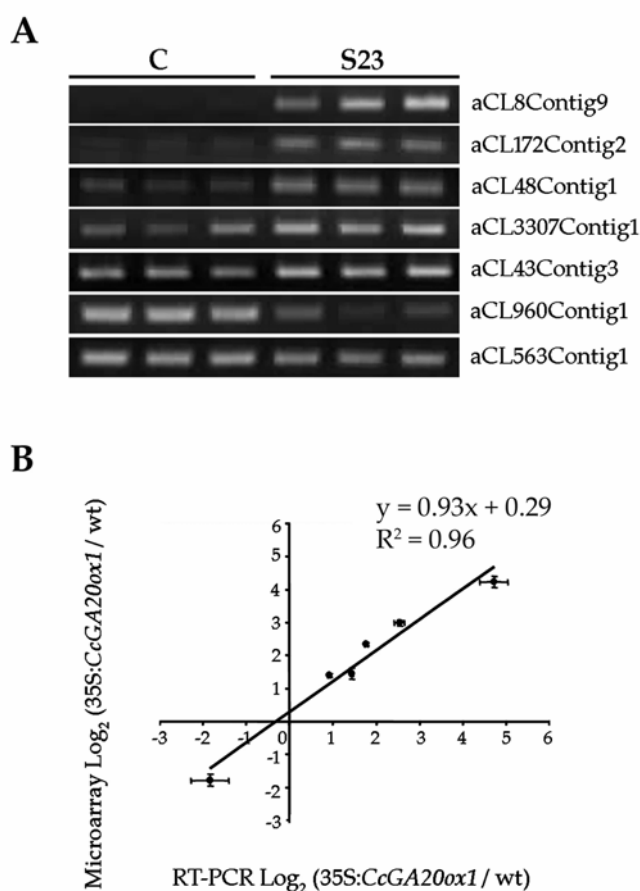 A
C S23
aCL8Contig9
aCL172Contig2
aCL48Contig1
aCL3307Contig1
aCL43Contig3
aCL960Contig1
aCL563Contig1
B
y = 0.93x + 0.29
R² = 0.96
Microarray Log₂ (35S:CcGA20ox1/ wt)
6
5
4
3
2
1
-3 -2 -1 0 1 2 3 4 5 6
-1
-2
-3
RT-PCR Log₂ (35S:CcGA20ox1/ wt)